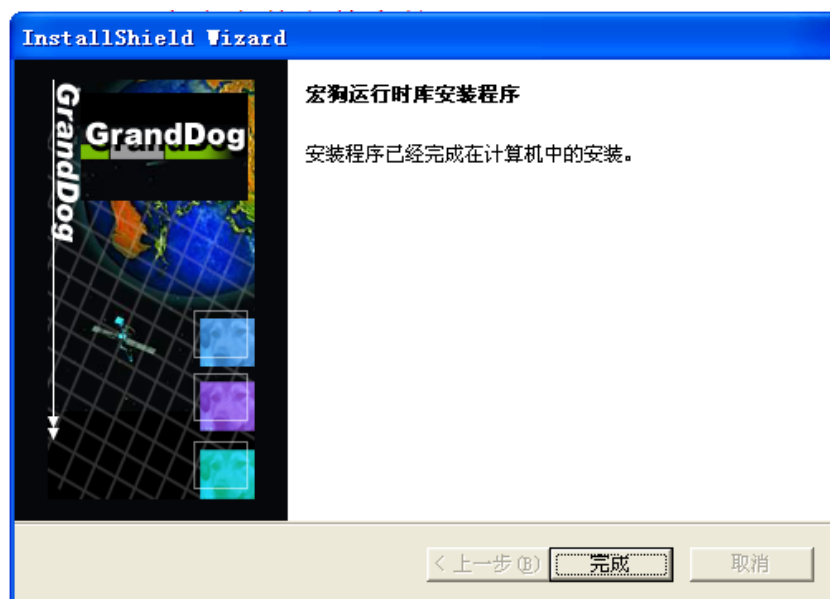 InstallShield Wizard
GrandDog
GrandDog
宏狗运行时库安装程序
安装程序已经完成在计算机中的安装。
< 上一步(B)
完成
取消